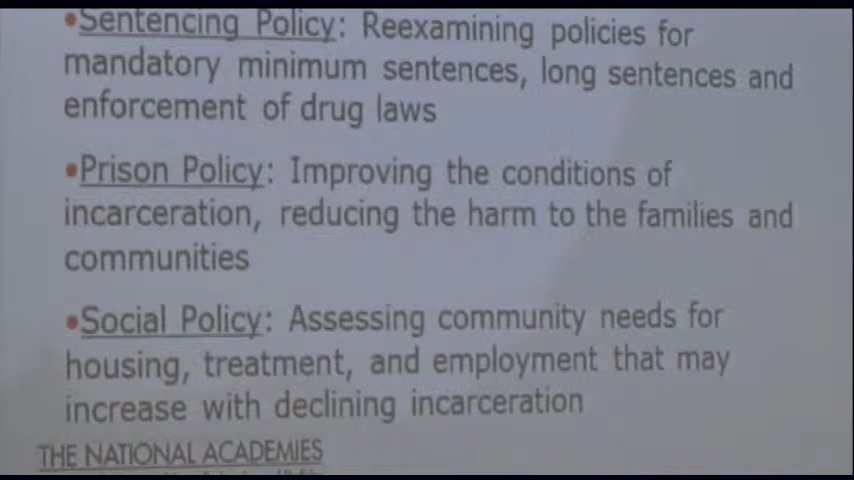 •Sentencing Policy: Reexamining policies for
mandatory minimum sentences, long sentences and
enforcement of drug laws
•Prison Policy: Improving the conditions of
incarceration, reducing the harm to the families and
communities
•Social Policy: Assessing community needs for
housing, treatment, and employment that may
increase with declining incarceration
THE NATIONAL ACADEMIES